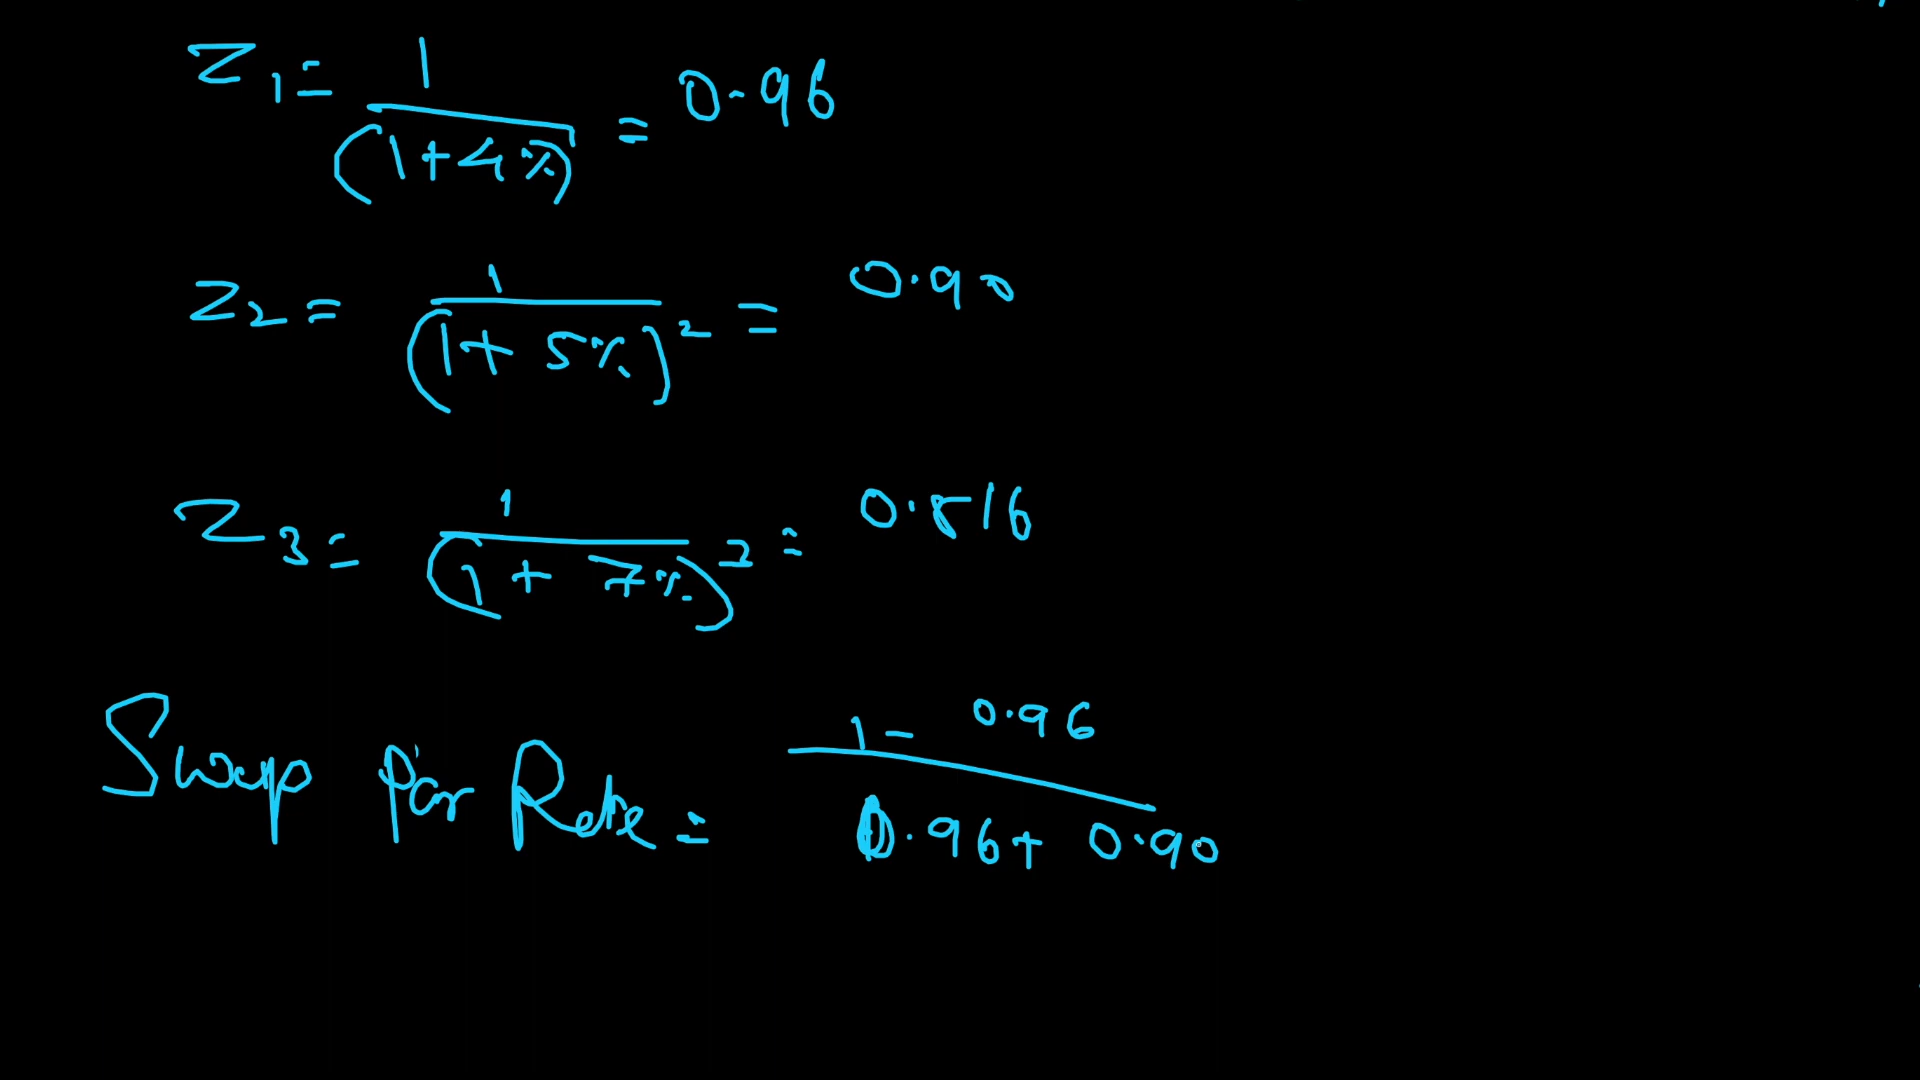 Z₁ = 1/(1+4%) = 0.96
Z₂ = 1/(1+5%)² = 0.90
Z₃ = 1/(1+7%)³ = 0.816
Swap Par Rate = (1 - 0.96)/(0.96 + 0.90